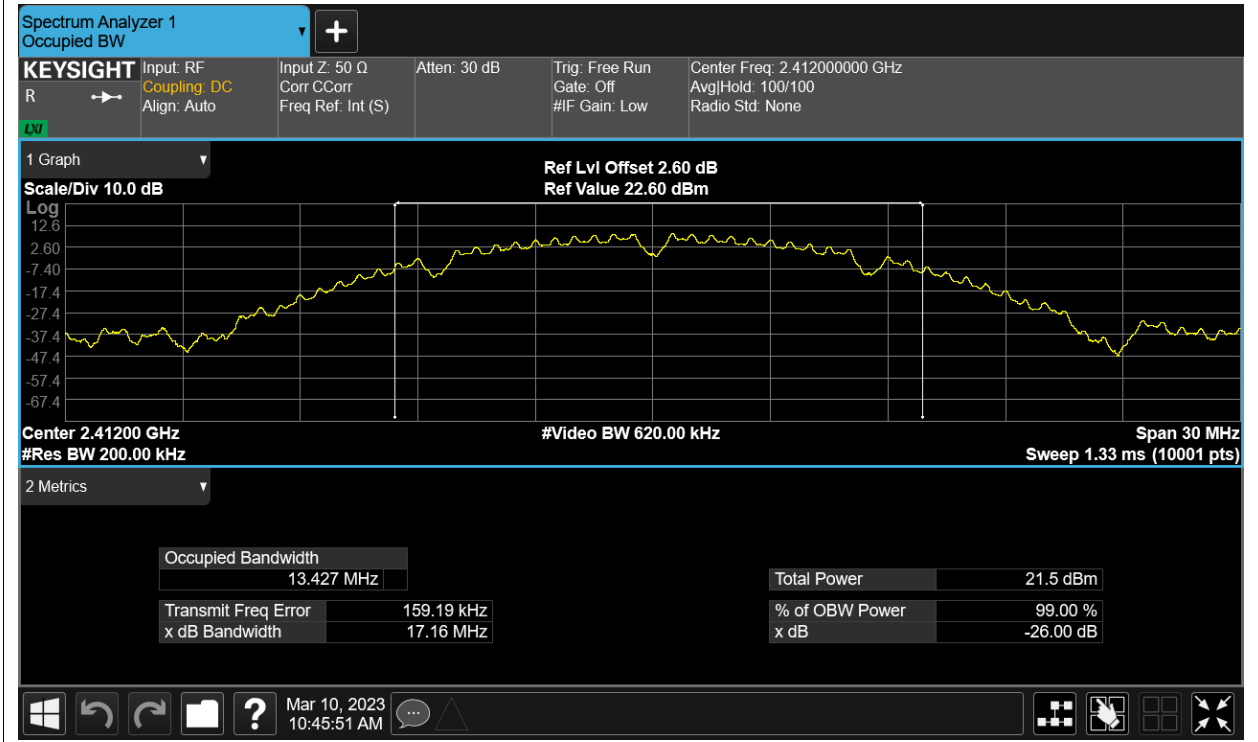 Spectrum Analyzer 1
Occupied BW
KEYSIGHT
R
LXI
Input: RF
Coupling: DC
Align: Auto
Input Z: 50 Ω
Corr CCorr
Freq Ref: Int (S)
Atten: 30 dB
Trig: Free Run
Gate: Off
#IF Gain: Low
Center Freq: 2.412000000 GHz
Avg|Hold: 100/100
Radio Std: None
1 Graph
Scale/Div 10.0 dB
Ref Lvl Offset 2.60 dB
Ref Value 22.60 dBm
Log
12.6
2.60
-7.40
-17.4
-27.4
-37.4
-47.4
-57.4
-67.4
Center 2.41200 GHz
#Video BW 620.00 kHz
Span 30 MHz
#Res BW 200.00 kHz
Sweep 1.33 ms (10001 pts)
2 Metrics
Occupied Bandwidth
13.427 MHz
Total Power 21.5 dBm
Transmit Freq Error 159.19 kHz
% of OBW Power 99.00 %
x dB Bandwidth 17.16 MHz
x dB -26.00 dB
?
Mar 10, 2023
10:45:51 AM